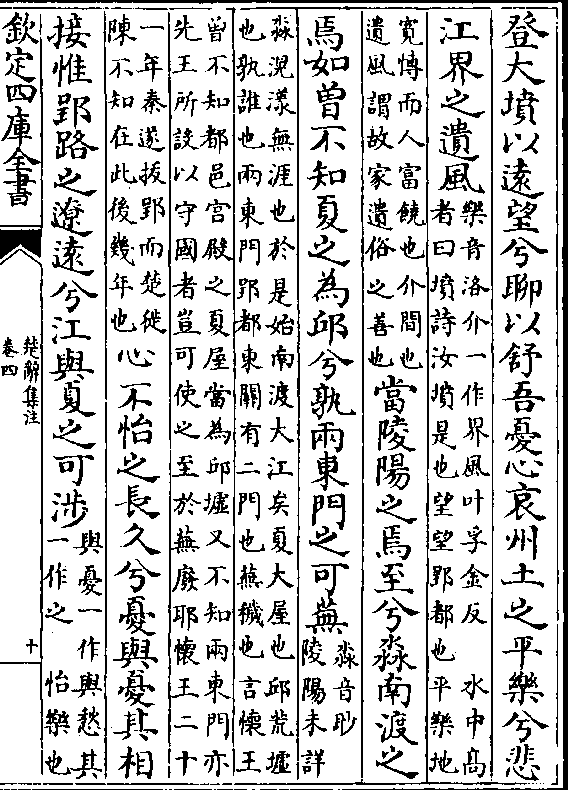 登大墳以遠望兮聊以舒吾憂心哀州土之平樂兮悲
江界之遺風
樂音洛介一作界風叶孚金反 水中高
者曰墳詩汝墳是也望望郢都也平樂地
寛愽而人富饒也介間也
遺風謂故家遺俗之善也
當陵陽之焉至兮淼南渡之
焉如曾不知夏之為邱兮孰兩東門之可蕪
淼音眇
陵陽未詳
淼滉漾無涯也於是始南渡大江矣夏大屋也邱荒墟
也孰誰也兩東門郢都東關有二門也蕪穢也言懷王
曾不知都邑宮殿之夏屋當為邱墟又不知兩東門亦
先王所設以守國者豈可使之至於蕪廢耶懷王二十
一年秦遂拔郢而楚徙
陳不知在此後幾年也
心不怡之長久兮憂與憂其相
接惟郢路之遼遠兮江與夏之可涉
與憂一作與愁其
一作之 怡樂也
欽定四庫全書
楚辭集注
卷四
十